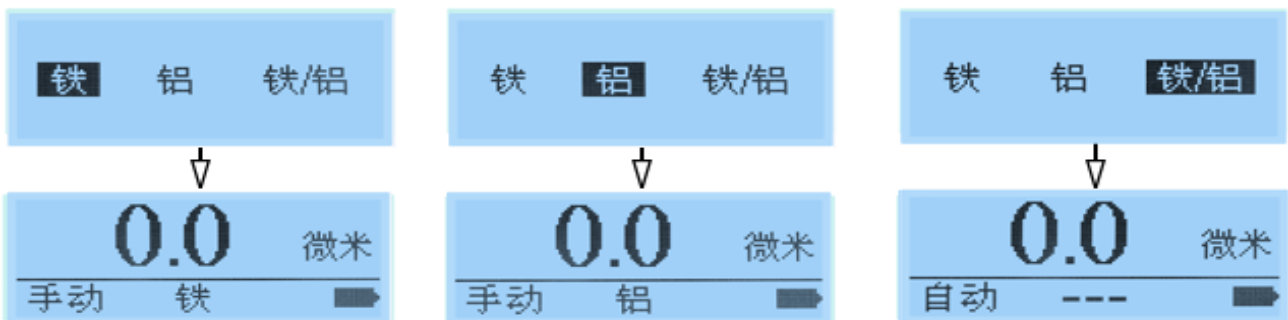 铁 铝 铁/铝
铁 铝 铁/铝
铁 铝 铁/铝
0.0 微米
手动 铁
0.0 微米
手动 铝
0.0 微米
自动 ---